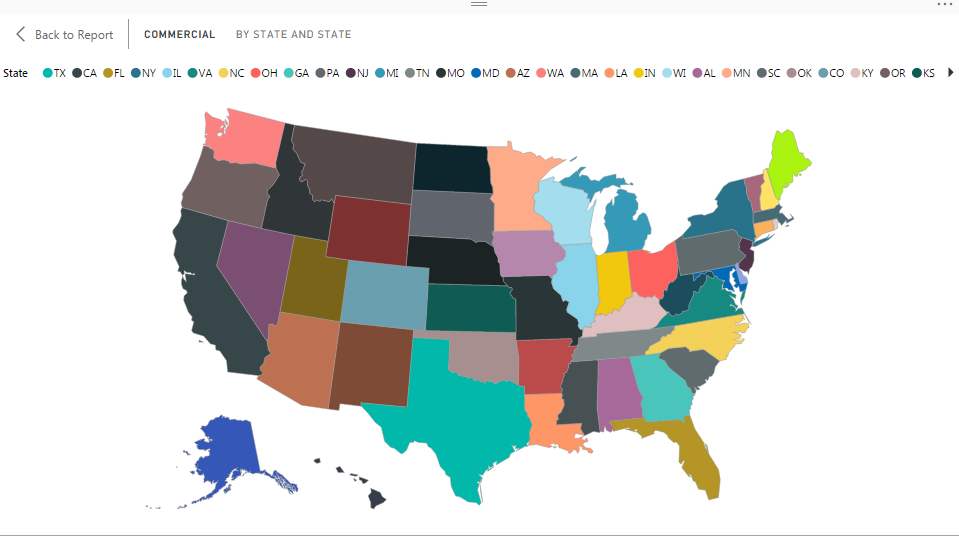 Back to Report COMMERCIAL BY STATE AND STATE
State TX CA FL NY IL VA NC OH GA PA NJ MI TN MO MD AZ WA MA LA IN WI AL MN SC OK CO KY OR KS